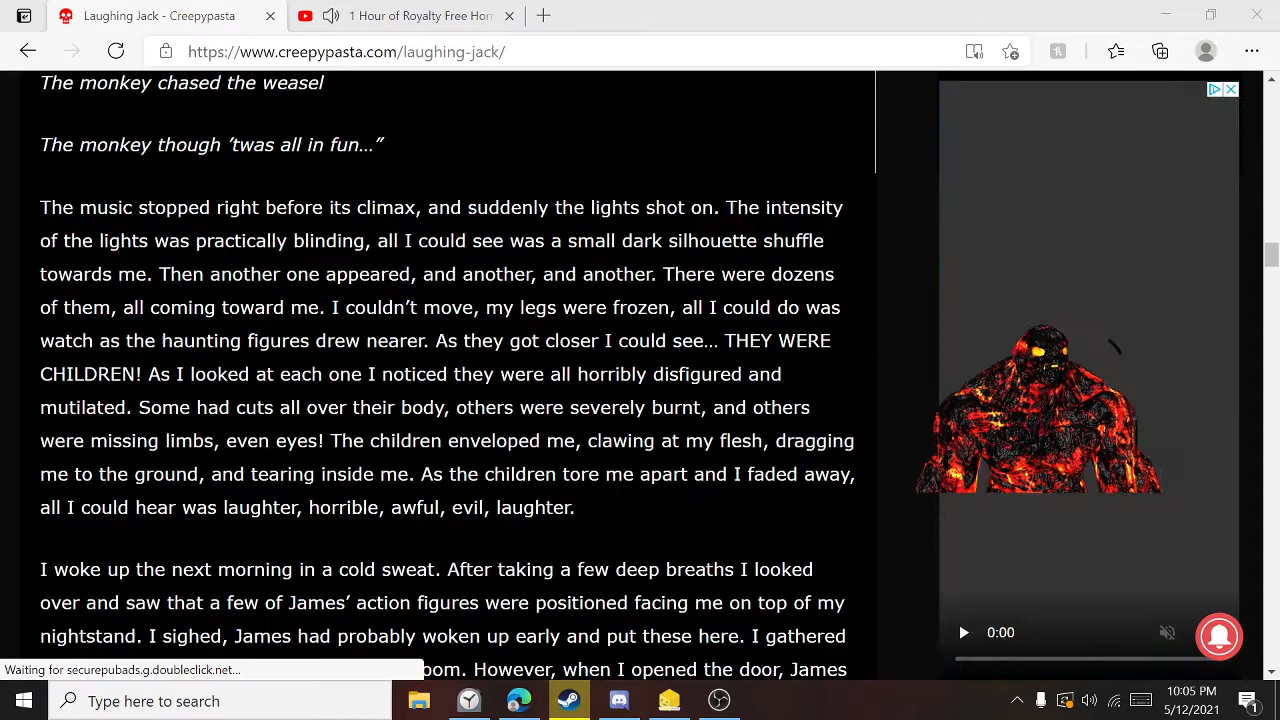 Laughing Jack - Creepypasta
1 Hour of Royalty Free Horr
https://www.creepypasta.com/laughing-jack/
The monkey chased the weasel
The monkey though ’twas all in fun…”
The music stopped right before its climax, and suddenly the lights shot on. The intensity
of the lights was practically blinding, all I could see was a small dark silhouette shuffle
towards me. Then another one appeared, and another, and another. There were dozens
of them, all coming toward me. I couldn’t move, my legs were frozen, all I could do was
watch as the haunting figures drew nearer. As they got closer I could see… THEY WERE
CHILDREN! As I looked at each one I noticed they were all horribly disfigured and
mutilated. Some had cuts all over their body, others were severely burnt, and others
were missing limbs, even eyes! The children enveloped me, clawing at my flesh, dragging
me to the ground, and tearing inside me. As the children tore me apart and I faded away,
all I could hear was laughter, horrible, awful, evil, laughter.
I woke up the next morning in a cold sweat. After taking a few deep breaths I looked
over and saw that a few of James’ action figures were positioned facing me on top of my
nightstand. I sighed, James had probably woken up early and put these here. I gathered
oom. However, when I opened the door, James
0:00
Waiting for securepubads.g.doubleclick.net...
Type here to search
10:05 PM
5/12/2021
1